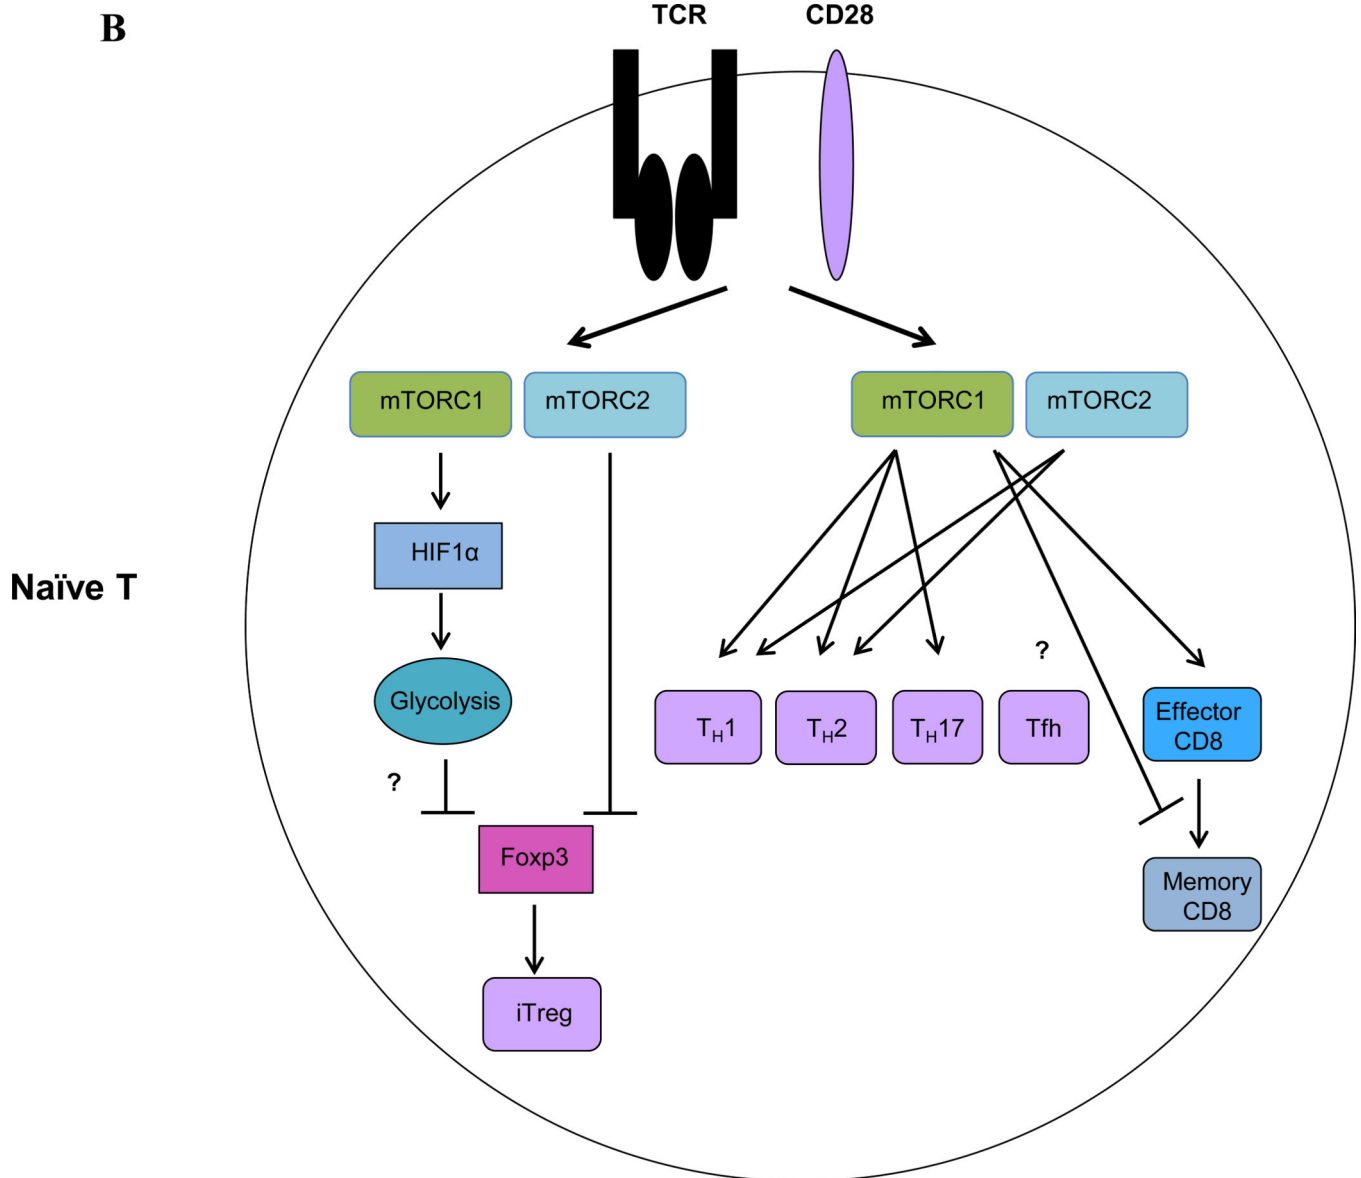 B
TCR
CD28
mTORC1
mTORC2
mTORC1
mTORC2
HIF1α
Naïve T
Glycolysis
?
TH1
TH2
TH17
?
Tfh
Effector
CD8
?
Foxp3
Memory
CD8
iTreg